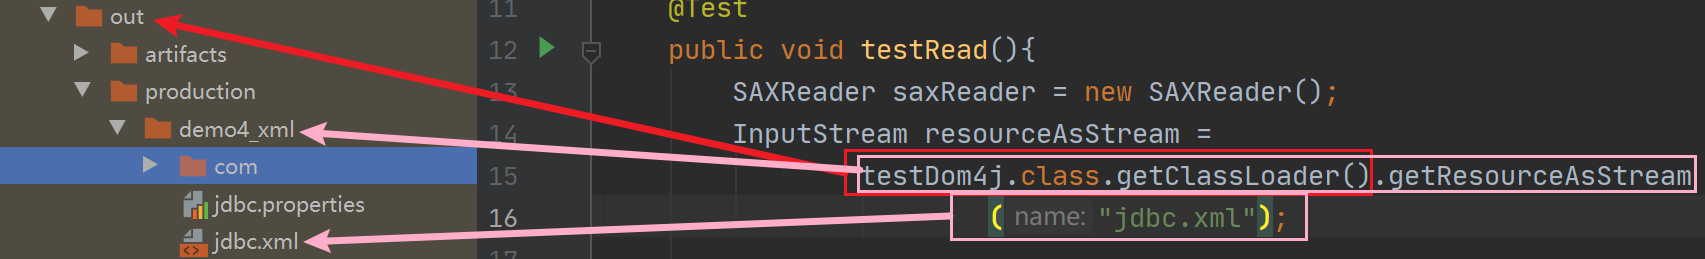 out
artifacts
production
demo4_xml
com
jdbc.properties
jdbc.xml
11 @Test
12 public void testRead(){
13 SAXReader saxReader = new SAXReader();
14 InputStream resourceAsStream =
15 testDom4j.class.getClassLoader().getResourceAsStream
16 (name: "jdbc.xml");
17